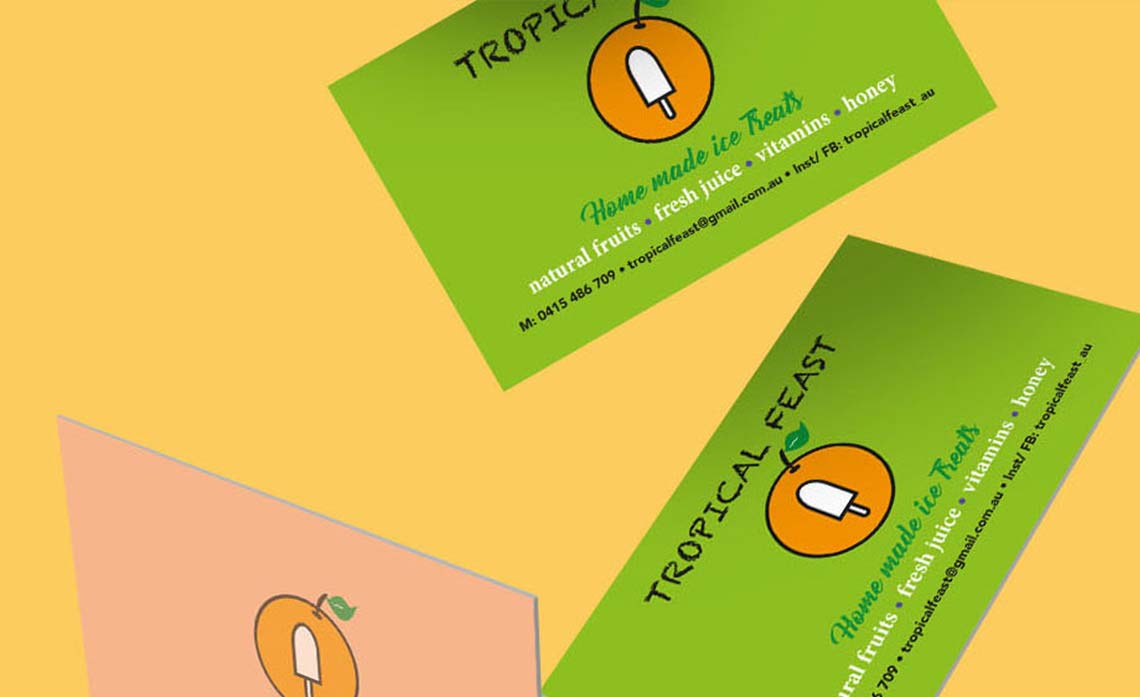 TROPICA
Home made ice Treats
natural fruits • fresh juice • vitamins • honey
M: 0415 486 709 • tropicalfeast@gmail.com.au • Inst/ FB: tropicalfeast_au
TROPICAL FEAST
Home made ice Treats
ural fruits • fresh juice • vitamins • honey
6 709 • tropicalfeast@gmail.com.au • Inst/ FB: tropicalfeast_au